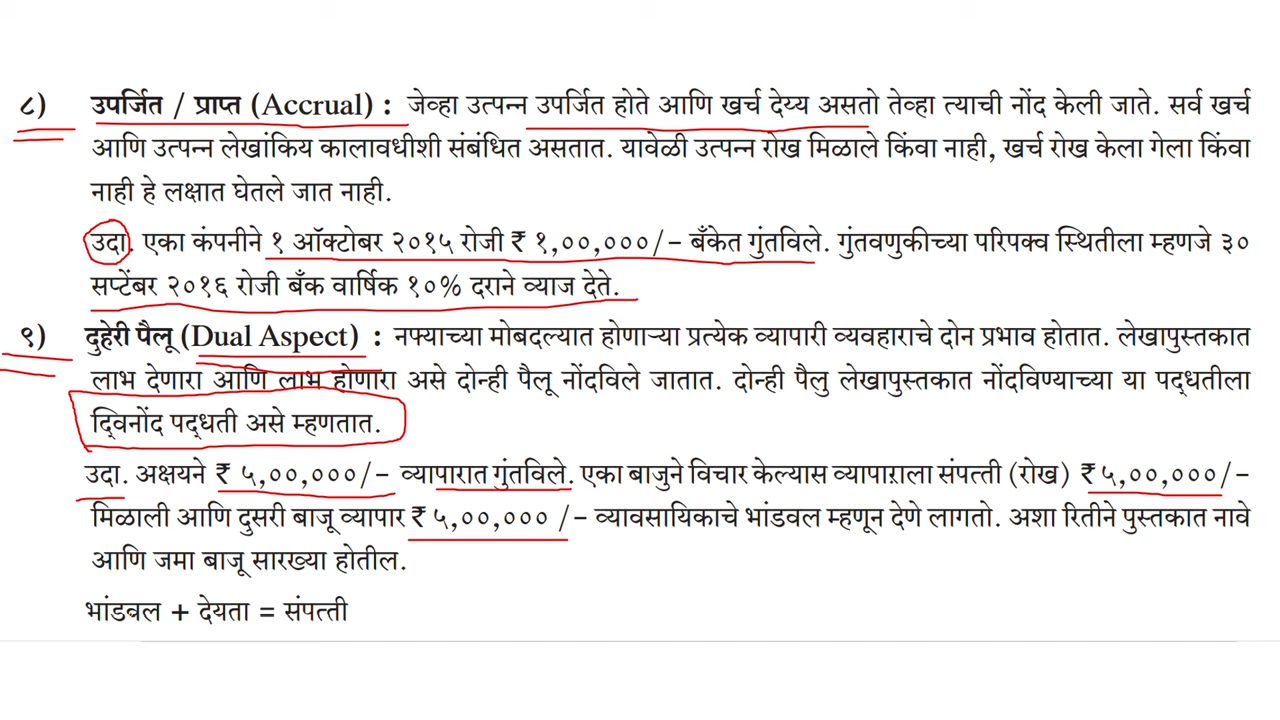 ८) उपर्जित / प्राप्त (Accrual) : जेव्हा उत्पन्न उपर्जित होते आणि खर्च देय्य असतो तेव्हा त्याची नोंद केली जाते. सर्व खर्च
आणि उत्पन्न लेखांकिय कालावधीशी संबंधित असतात. यावेळी उत्पन्न रोख मिळाले किंवा नाही, खर्च रोख केला गेला किंवा
नाही हे लक्षात घेतले जात नाही.
उदा. एका कंपनीने १ ऑक्टोबर २०१५ रोजी ₹ १,००,०००/- बँकेत गुंतविले. गुंतवणुकीच्या परिपक्व स्थितीला म्हणजे ३०
सप्टेंबर २०१६ रोजी बँक वार्षिक १०% दराने व्याज देते.
९) दुहेरी पैलू (Dual Aspect) : नफ्याच्या मोबदल्यात होणाऱ्या प्रत्येक व्यापारी व्यवहाराचे दोन प्रभाव होतात. लेखापुस्तकात
लाभ देणारा आणि लाभ होणारा असे दोन्ही पैलू नोंदविले जातात. दोन्ही पैलु लेखापुस्तकात नोंदविण्याच्या या पद्धतीला
द्विनोंद पद्धती असे म्हणतात.
उदा. अक्षयने ₹ ५,००,०००/- व्यापारात गुंतविले. एका बाजुने विचार केल्यास व्यापाऱाला संपत्ती (रोख) ₹ ५,००,०००/-
मिळाली आणि दुसरी बाजू व्यापार ₹ ५,००,००० /- व्यावसायिकाचे भांडवल म्हणून देणे लागतो. अशा रितीने पुस्तकात नावे
आणि जमा बाजू सारख्या होतील.
भांडवल + देयता = संपत्ती